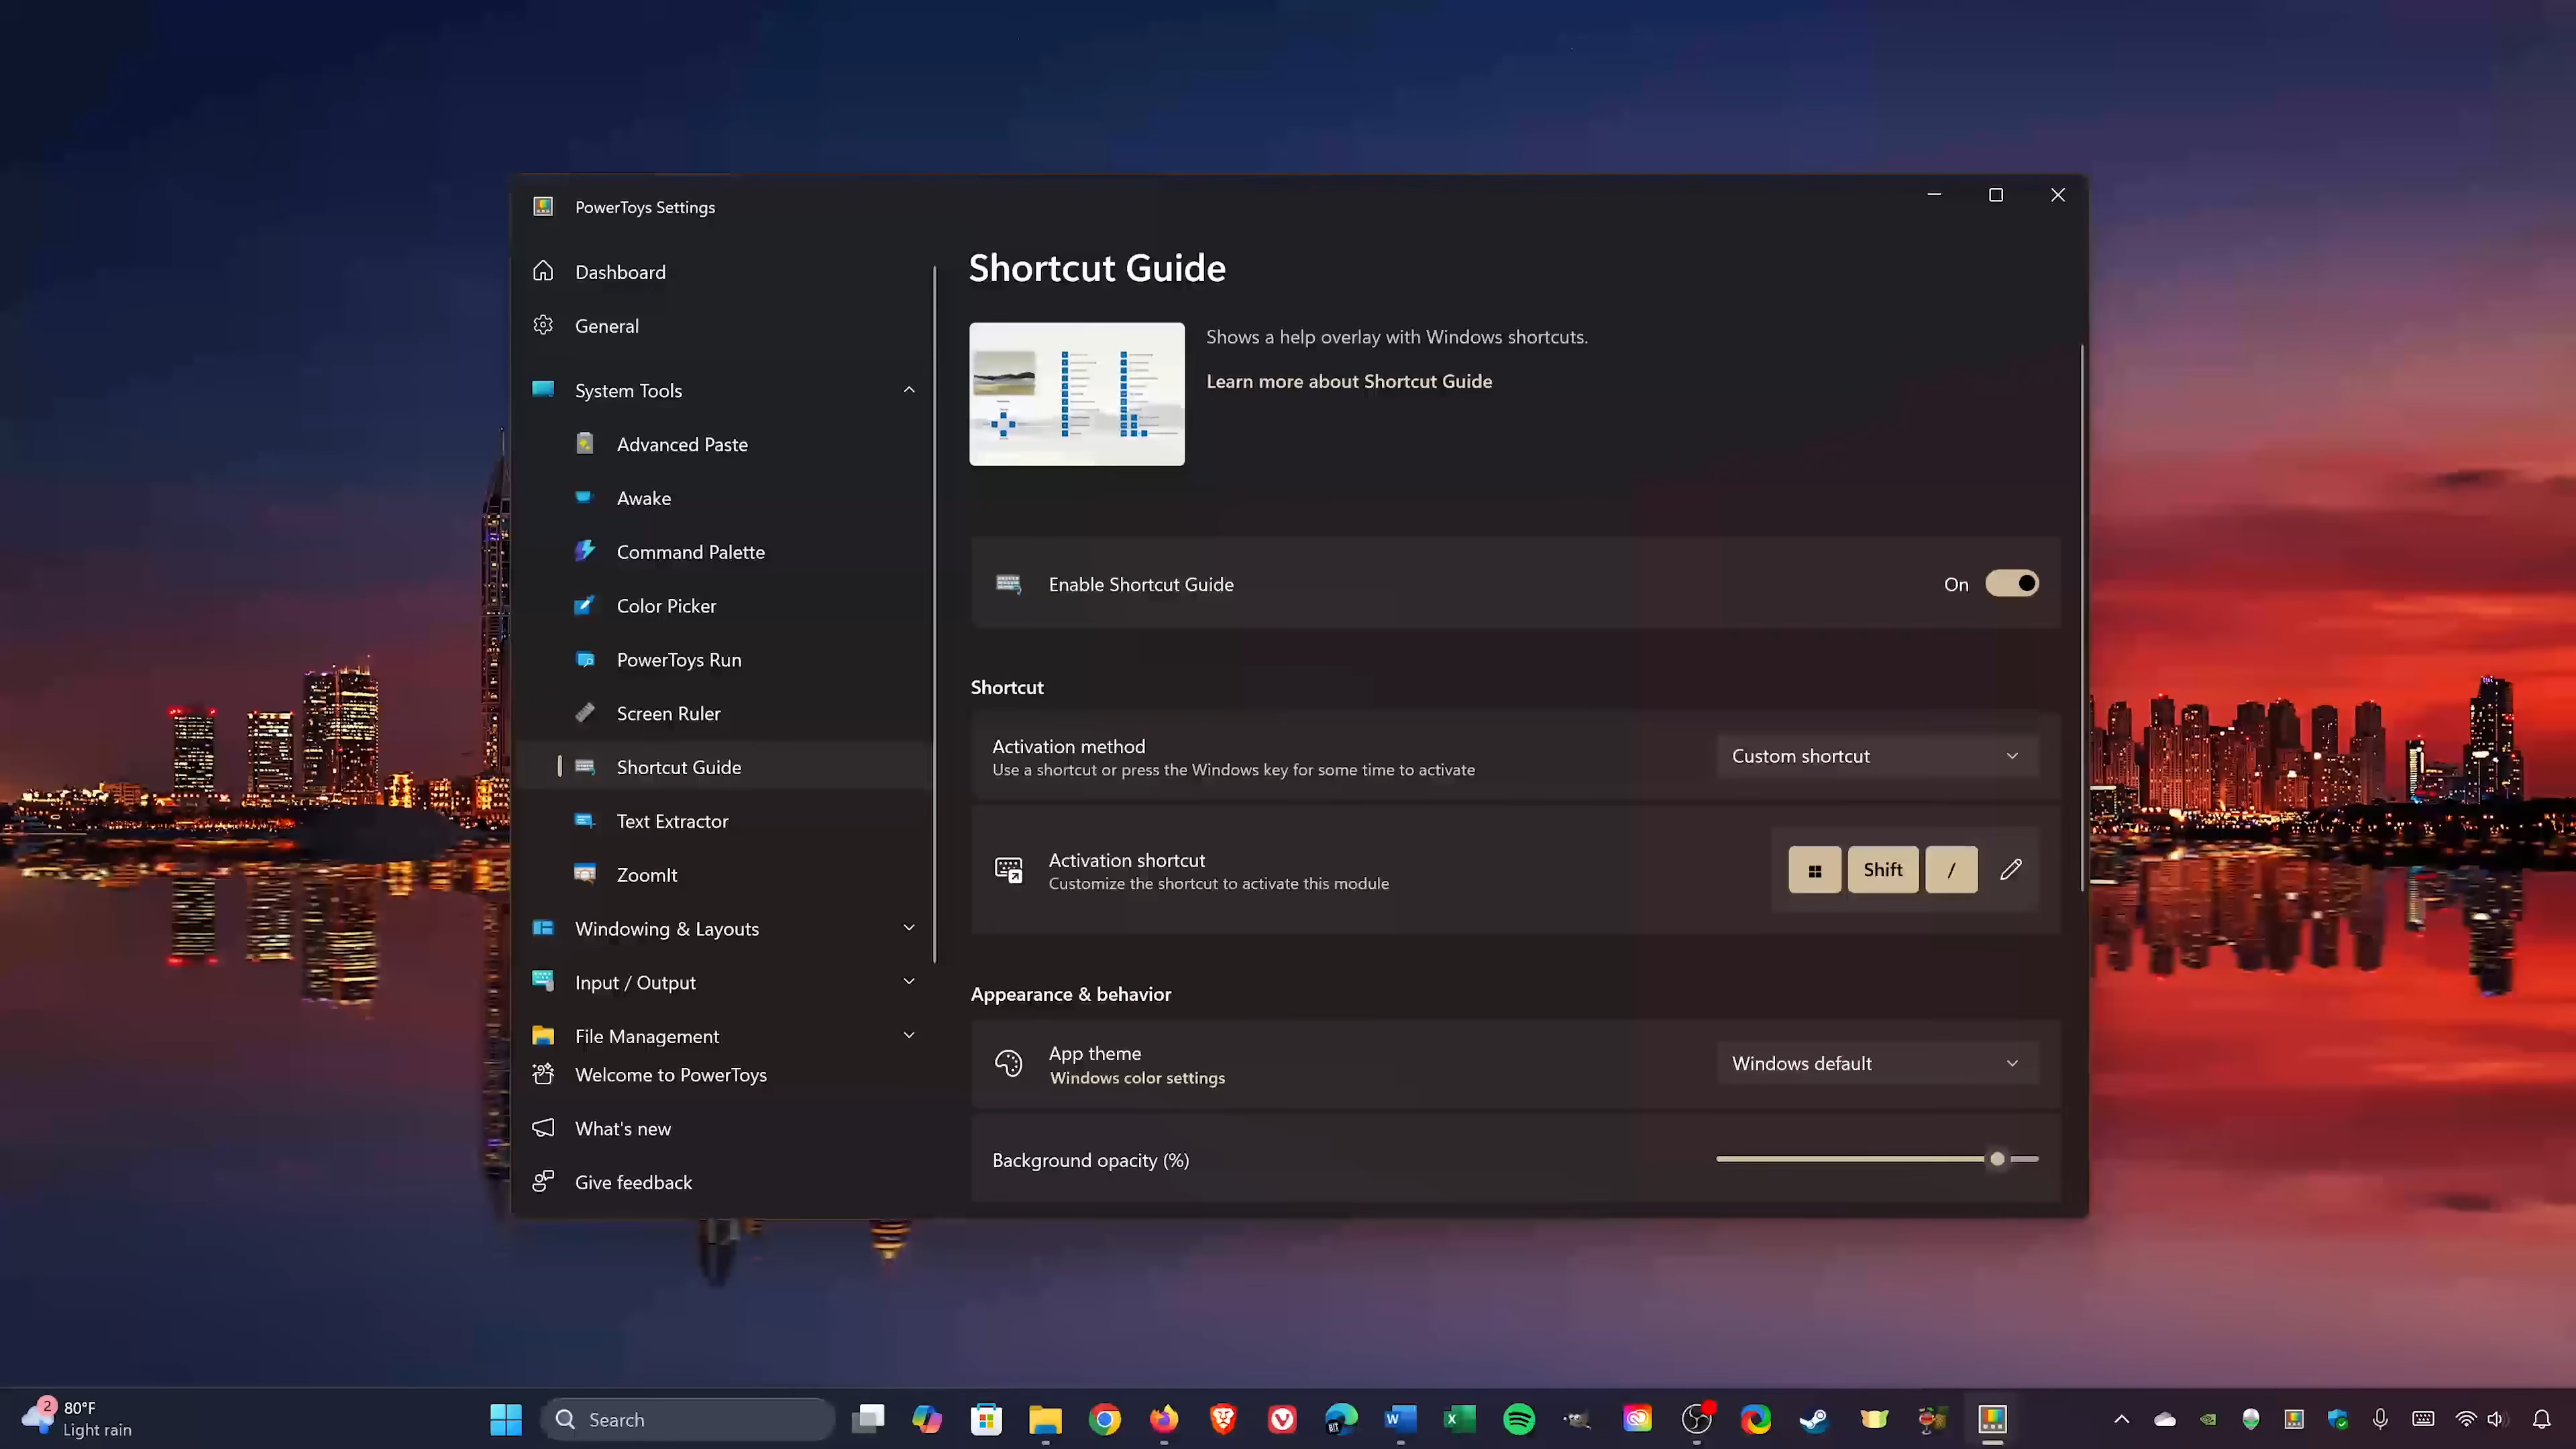 PowerToys Settings
Dashboard
General
System Tools
Advanced Paste
Awake
Command Palette
Color Picker
PowerToys Run
Screen Ruler
Shortcut Guide
Text Extractor
ZoomIt
Windowing & Layouts
Input / Output
File Management
Welcome to PowerToys
What's new
Give feedback
Shortcut Guide
Shows a help overlay with Windows shortcuts.
Learn more about Shortcut Guide
Enable Shortcut Guide
On
Shortcut
Activation method
Use a shortcut or press the Windows key for some time to activate
Custom shortcut
Activation shortcut
Customize the shortcut to activate this module
Shift
/
Appearance & behavior
App theme
Windows color settings
Windows default
Background opacity (%)
2
80°F
Light rain
Search